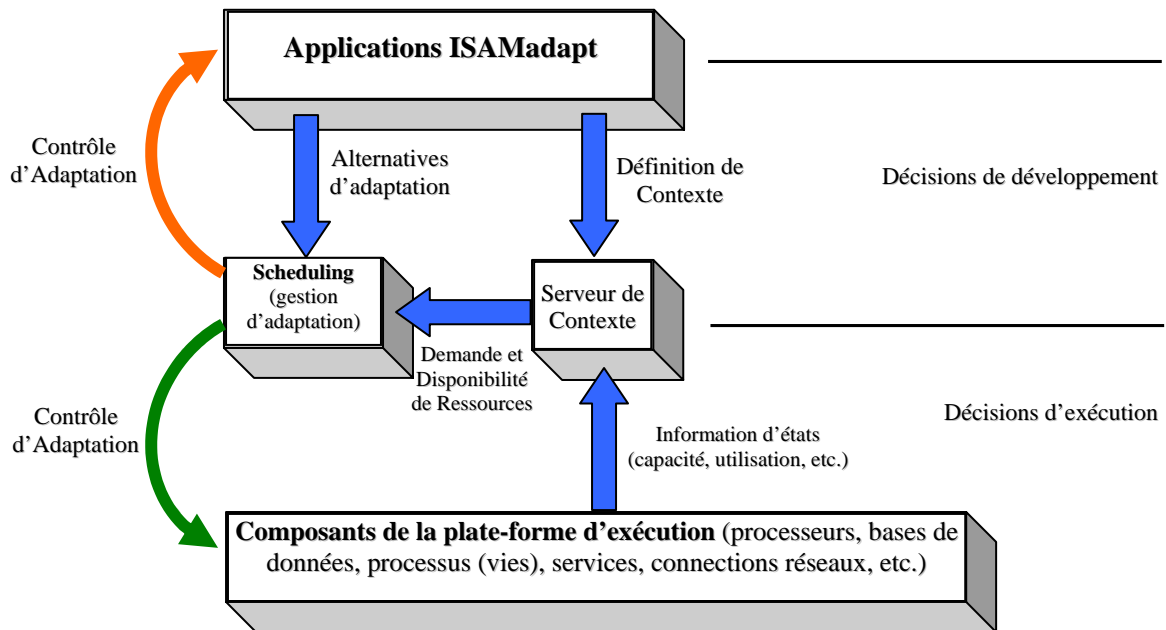 Applications ISAMadapt
Contrôle
d'Adaptation
Alternatives
d'adaptation
Définition de
Contexte
Décisions de développement
Scheduling
(gestion
d'adaptation)
Serveur de
Contexte
Demande et
Disponibilité
de Ressources
Contrôle
d'Adaptation
Décisions d'exécution
Information d'états
(capacité, utilisation, etc.)
Composants de la plate-forme d'exécution (processeurs, bases de
données, processus (vies), services, connections réseaux, etc.)